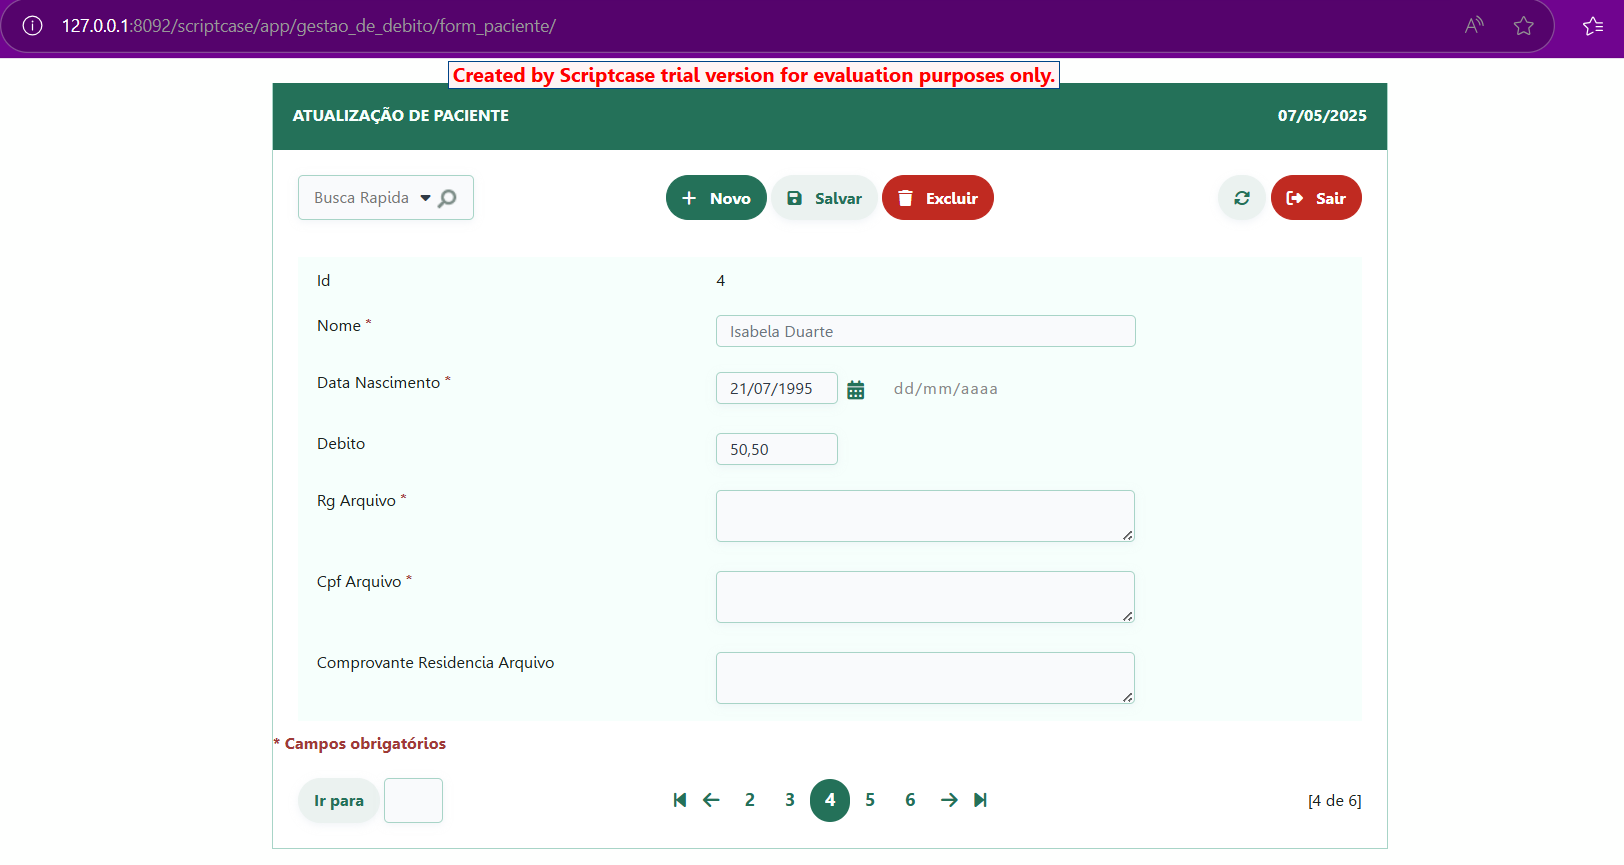 127.0.0.1:8092/scriptcase/app/gestao_de_debito/form_paciente/
Created by Scriptcase trial version for evaluation purposes only.
ATUALIZAÇÃO DE PACIENTE 07/05/2025
Busca Rapida Novo Salvar Excluir Sair
Id 4
Nome * Isabela Duarte
Data Nascimento * 21/07/1995 dd/mm/aaaa
Debito 50,50
Rg Arquivo *
Cpf Arquivo *
Comprovante Residencia Arquivo
* Campos obrigatórios
Ir para 2 3 4 5 6 [4 de 6]